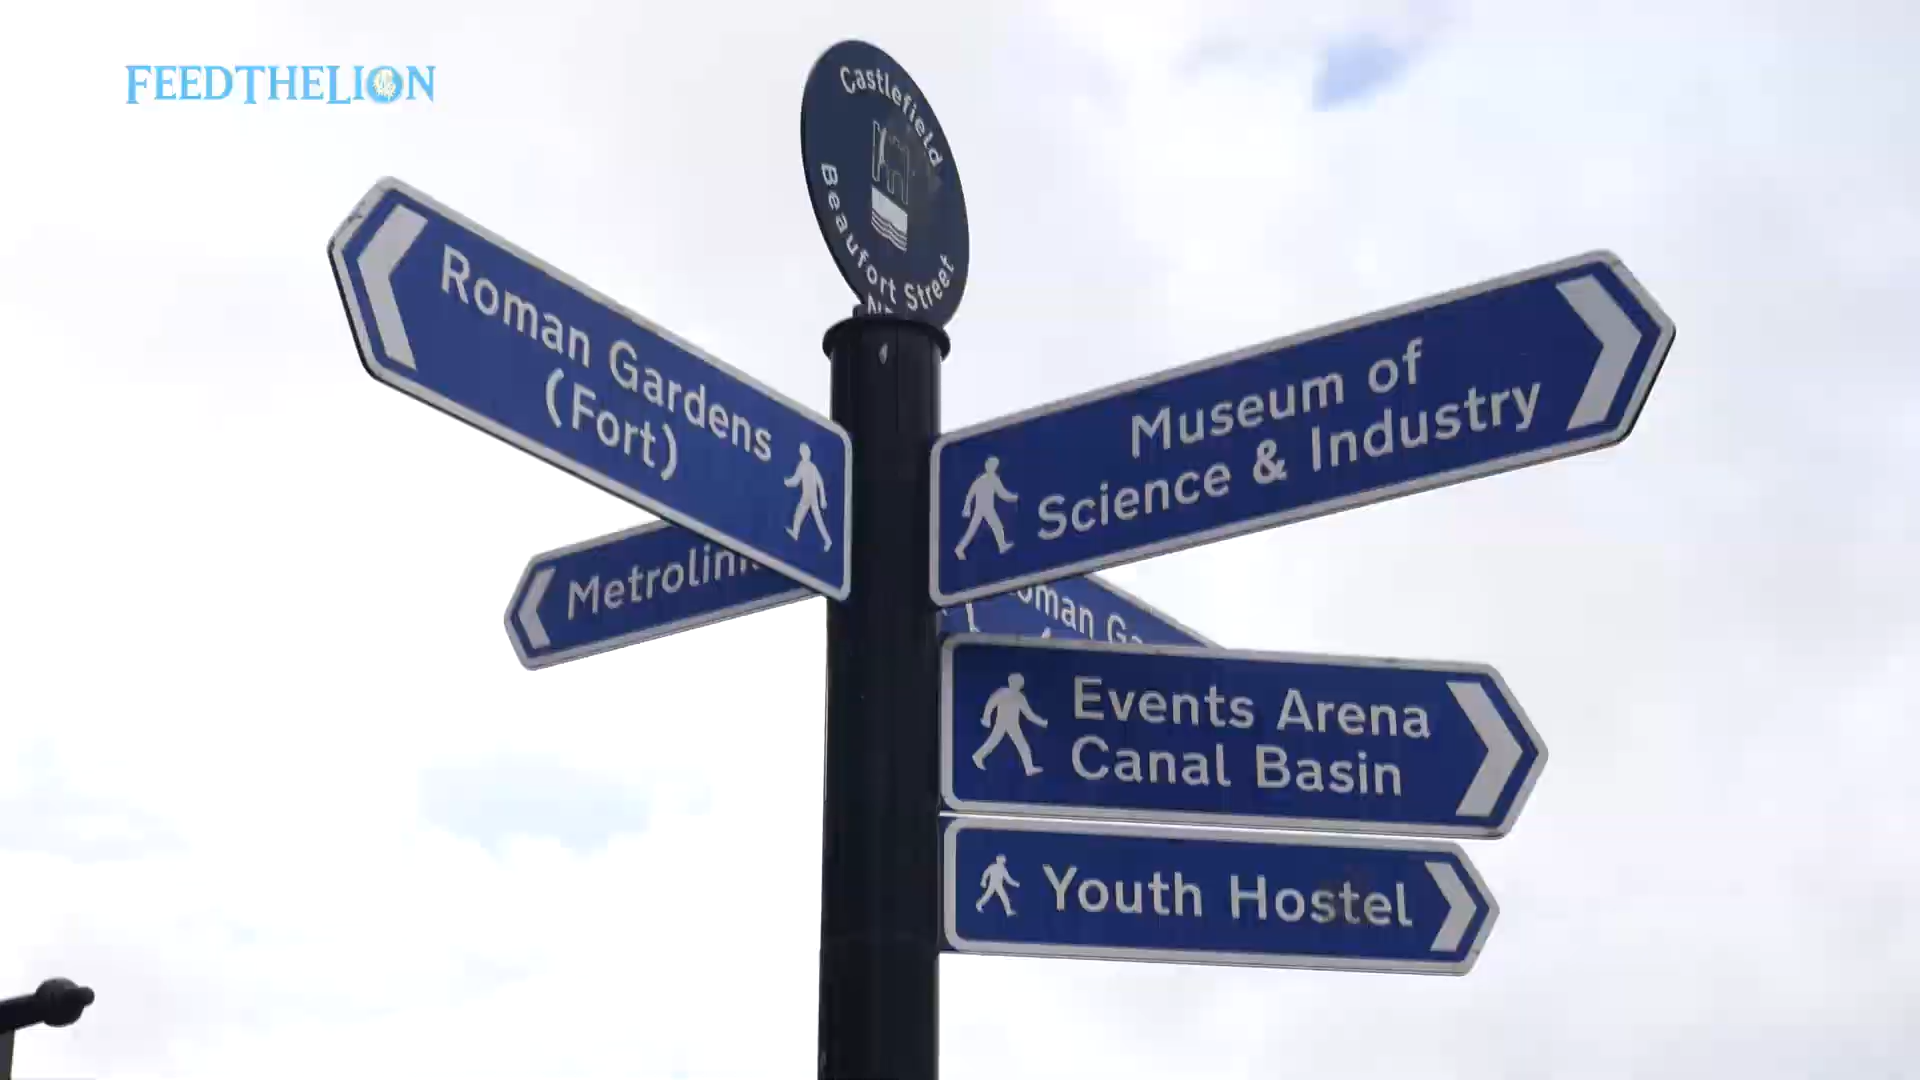 FEEDTHELION
Castlefield
Beaufort Street
Roman Gardens
(Fort)
Museum of
Science & Industry
Events Arena
Canal Basin
Youth Hostel